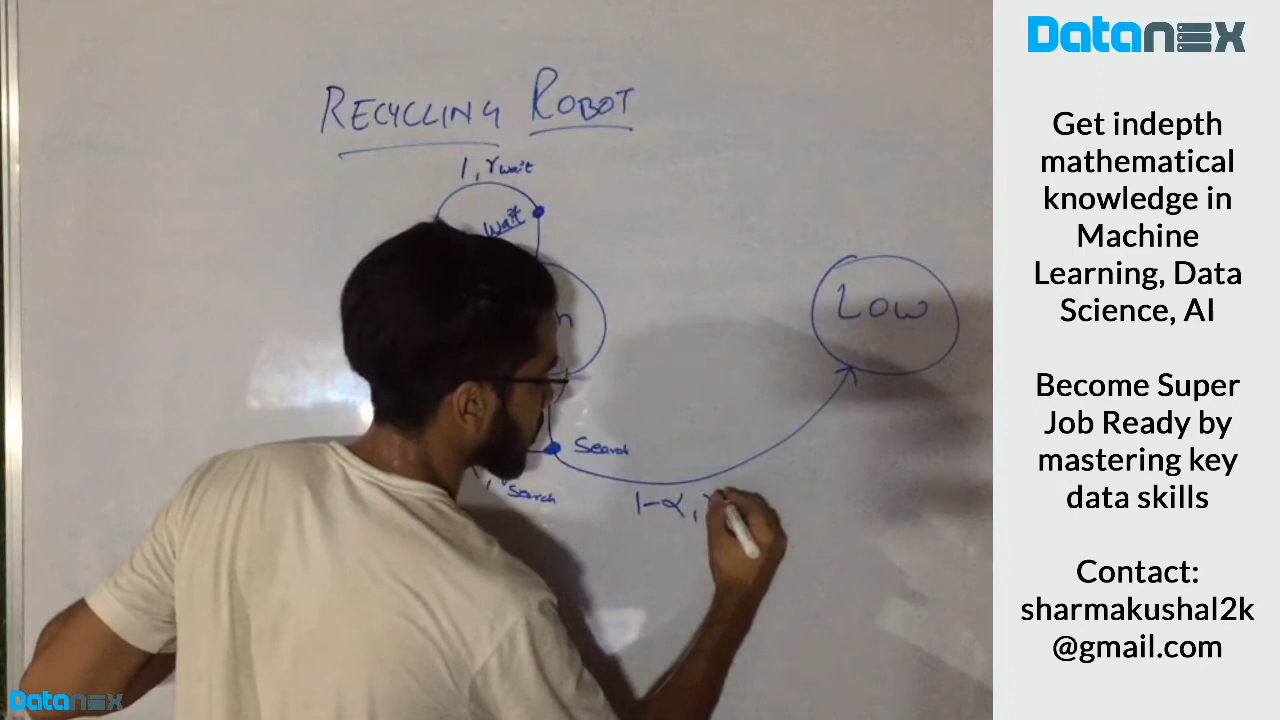 RECYCLING ROBOT
1, rwait
Wait
Low
Search
, rsearch
1-α,
Datanex
Get indepth
mathematical
knowledge in
Machine
Learning, Data
Science, AI
Become Super
Job Ready by
mastering key
data skills
Contact:
sharmakushal2k
@gmail.com
Datanex